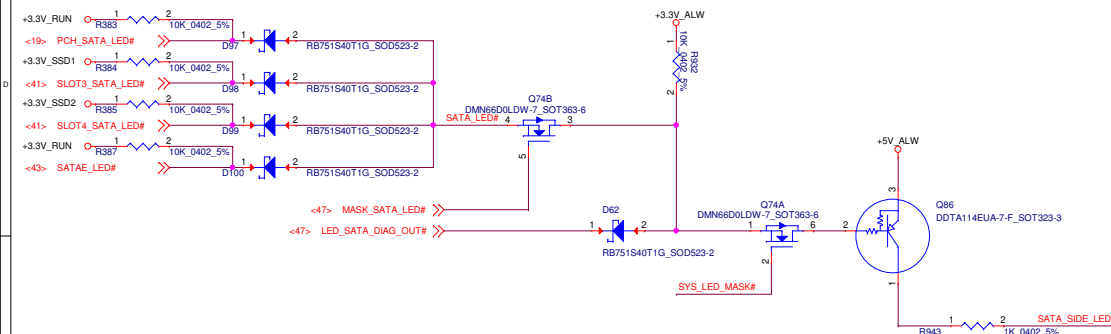 +3.3V_RUN
R383
1
2
10K_0402_5%
<19> PCH_SATA_LED#
D97
1
2
RB751S40T1G_SOD523-2
+3.3V_SSD1
R384
1
2
10K_0402_5%
<41> SLOT3_SATA_LED#
D98
1
2
RB751S40T1G_SOD523-2
+3.3V_SSD2
R385
1
2
10K_0402_5%
<41> SLOT4_SATA_LED#
D99
1
2
RB751S40T1G_SOD523-2
+3.3V_RUN
R387
1
2
10K_0402_5%
<43> SATAE_LED#
D100
1
2
RB751S40T1G_SOD523-2
D
+3.3V_ALW
1
2
10K_0402_5%
R932
Q74B
DMN66D0LDW-7_SOT363-6
SATA_LED#
4
3
5
<47> MASK_SATA_LED#
<47> LED_SATA_DIAG_OUT#
D62
1
2
RB751S40T1G_SOD523-2
Q74A
DMN66D0LDW-7_SOT363-6
1
6
2
SYS_LED_MASK#
+5V_ALW
3
2
1
Q86
DDTA114EUA-7-F_SOT323-3
R943
1
2
1K_0402_5%
SATA_SIDE_LED